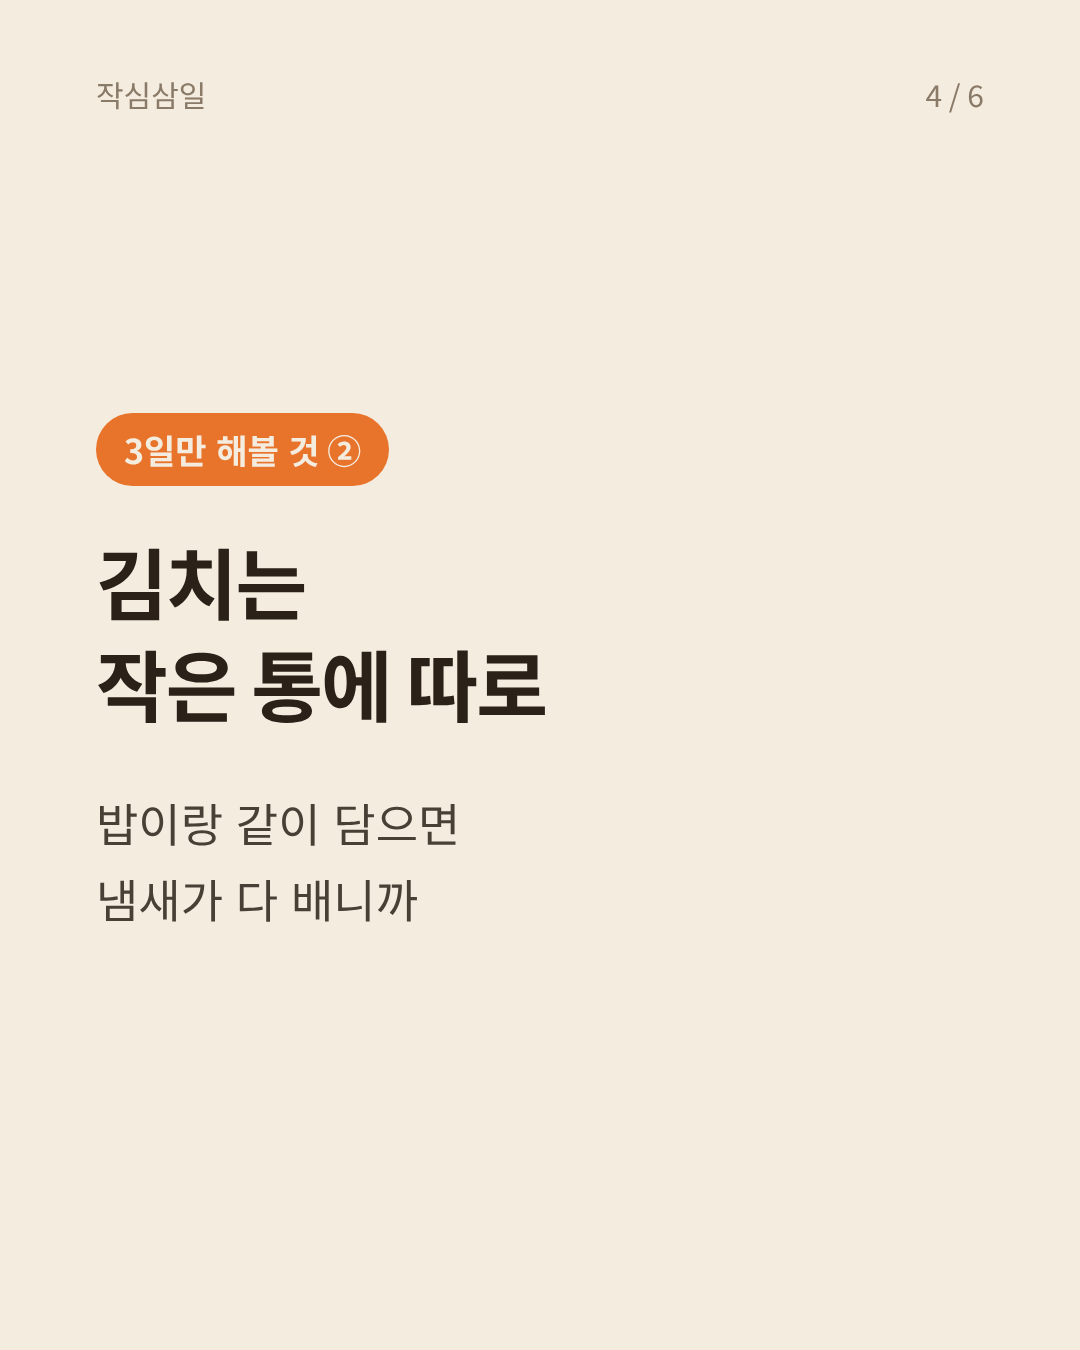 작심삼일
4 / 6
3일만 해볼 것 ②
김치는
작은 통에 따로
밥이랑 같이 담으면
냄새가 다 배니까